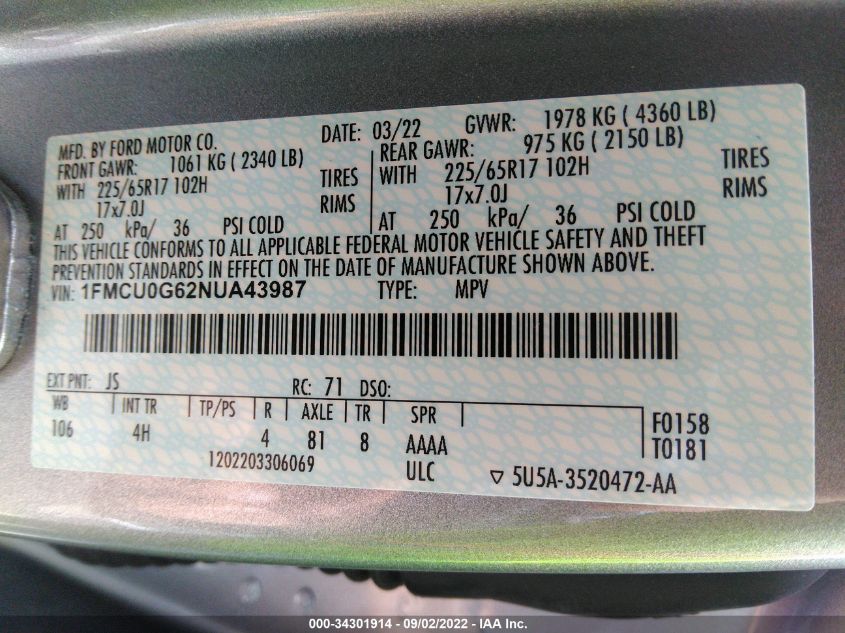 MFD. BY FORD MOTOR CO. DATE: 03/22 GVWR: 1978 KG ( 4360 LB)
FRONT GAWR: 1061 KG ( 2340 LB) REAR GAWR: 975 KG ( 2150 LB)
WITH 225/65R17 102H TIRES WITH 225/65R17 102H TIRES
17x7.0J RIMS 17x7.0J RIMS
AT 250 kPa/ 36 PSI COLD AT 250 kPa/ 36 PSI COLD
THIS VEHICLE CONFORMS TO ALL APPLICABLE FEDERAL MOTOR VEHICLE SAFETY AND THEFT
PREVENTION STANDARDS IN EFFECT ON THE DATE OF MANUFACTURE SHOWN ABOVE.
VIN: 1FMCU0G62NUA43987 TYPE: MPV
EXT PNT: JS RC: 71 DSO:
WB INT TR TP/PS R AXLE TR SPR F0158
106 4H 4 81 8 AAAA T0181
1202203306069 ULC ▽ 5U5A-3520472-AA
000-34301914 - 09/02/2022 - © IAA Inc.